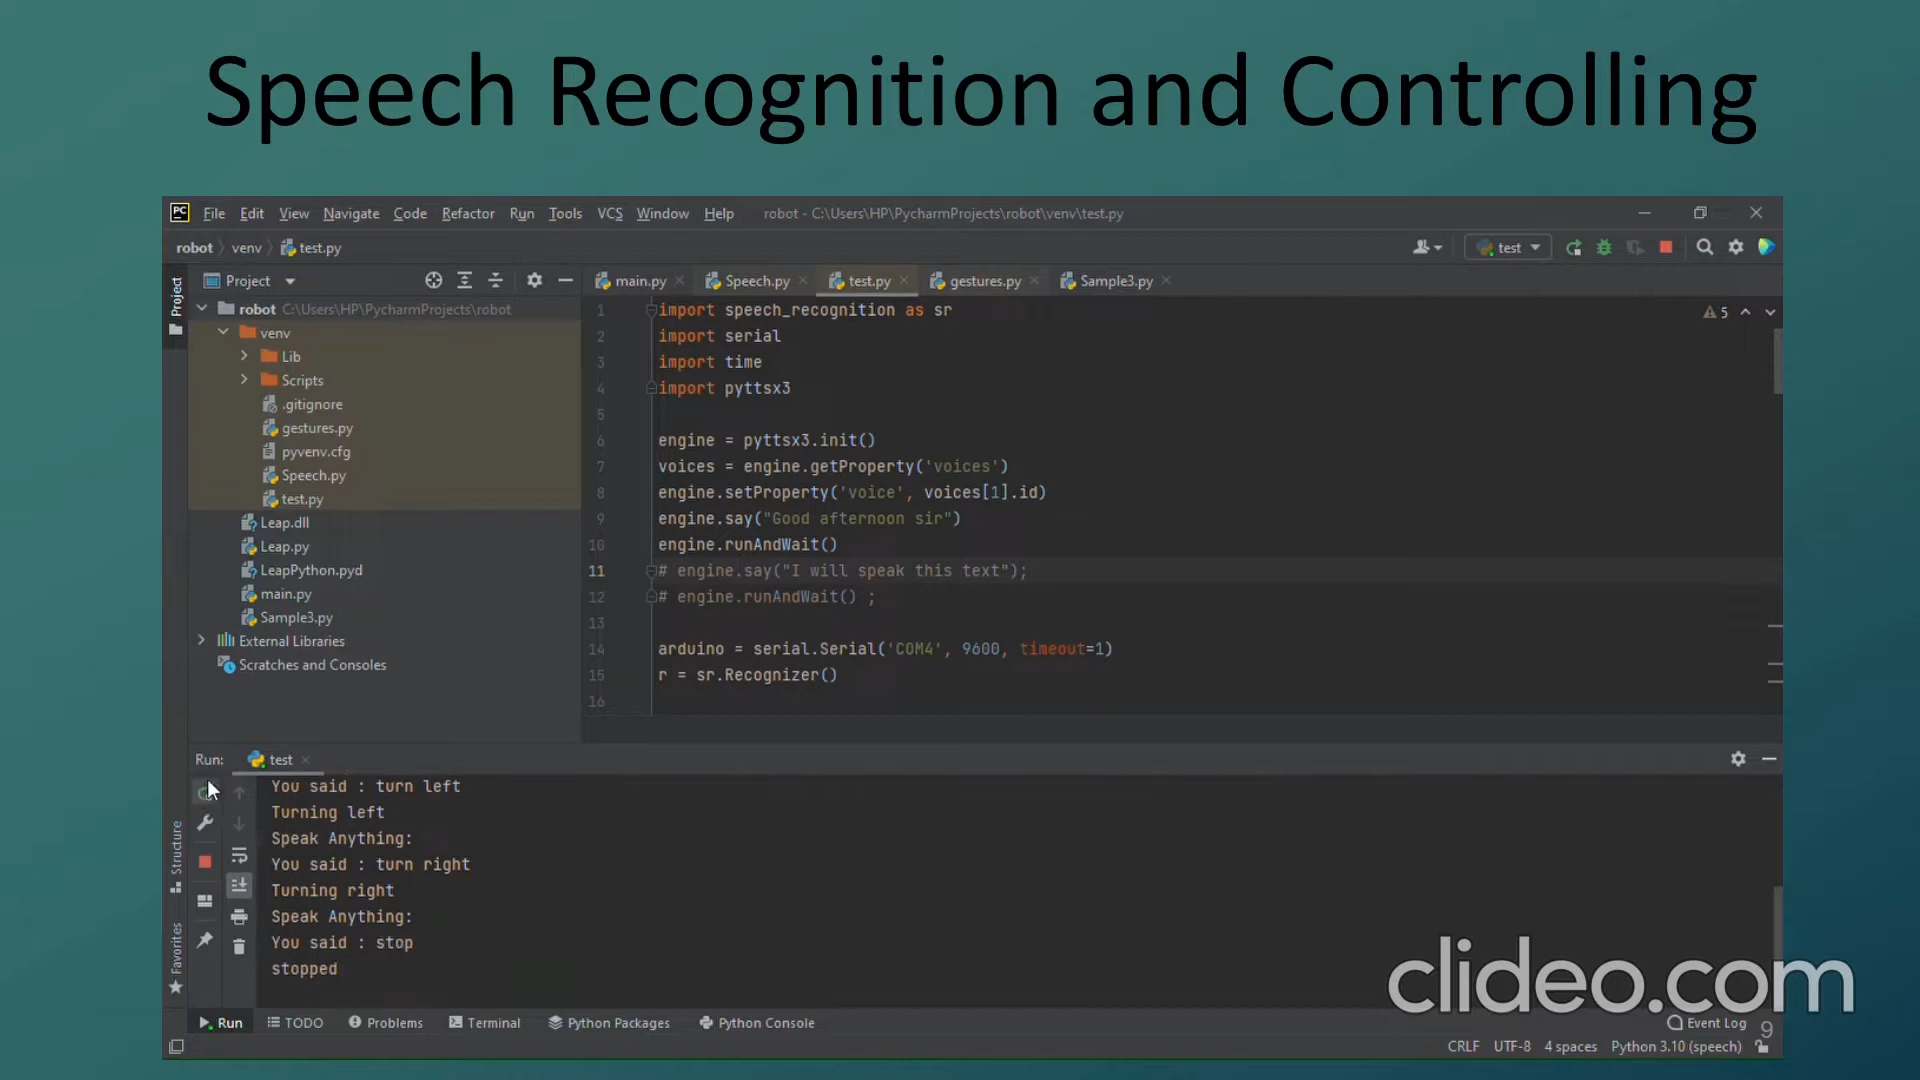 Speech Recognition and Controlling
PC File Edit View Navigate Code Refactor Run Tools VCS Window Help robot - C:\Users\HP\PycharmProjects\robot\venv\test.py
robot venv test.py test
Project main.py Speech.py test.py gestures.py Sample3.py
Project
robot C:\Users\HP\PycharmProjects\robot
venv
Lib
Scripts
.gitignore
gestures.py
pyvenv.cfg
Speech.py
test.py
Leap.dll
Leap.py
LeapPython.pyd
main.py
Sample3.py
External Libraries
Scratches and Consoles
5
1 import speech_recognition as sr
2 import serial
3 import time
4 import pyttsx3
5
6 engine = pyttsx3.init()
7 voices = engine.getProperty('voices')
8 engine.setProperty('voice', voices[1].id)
9 engine.say("Good afternoon sir")
10 engine.runAndWait()
11 # engine.say("I will speak this text");
12 # engine.runAndWait() ;
13
14 arduino = serial.Serial('COM4', 9600, timeout=1)
15 r = sr.Recognizer()
16
Run: test
You said : turn left
Turning left
Speak Anything:
You said : turn right
Turning right
Speak Anything:
You said : stop
stopped
Structure
Favorites
clideo.com
Run TODO Problems Terminal Python Packages Python Console Event Log
9
CRLF UTF-8 4 spaces Python 3.10 (speech)